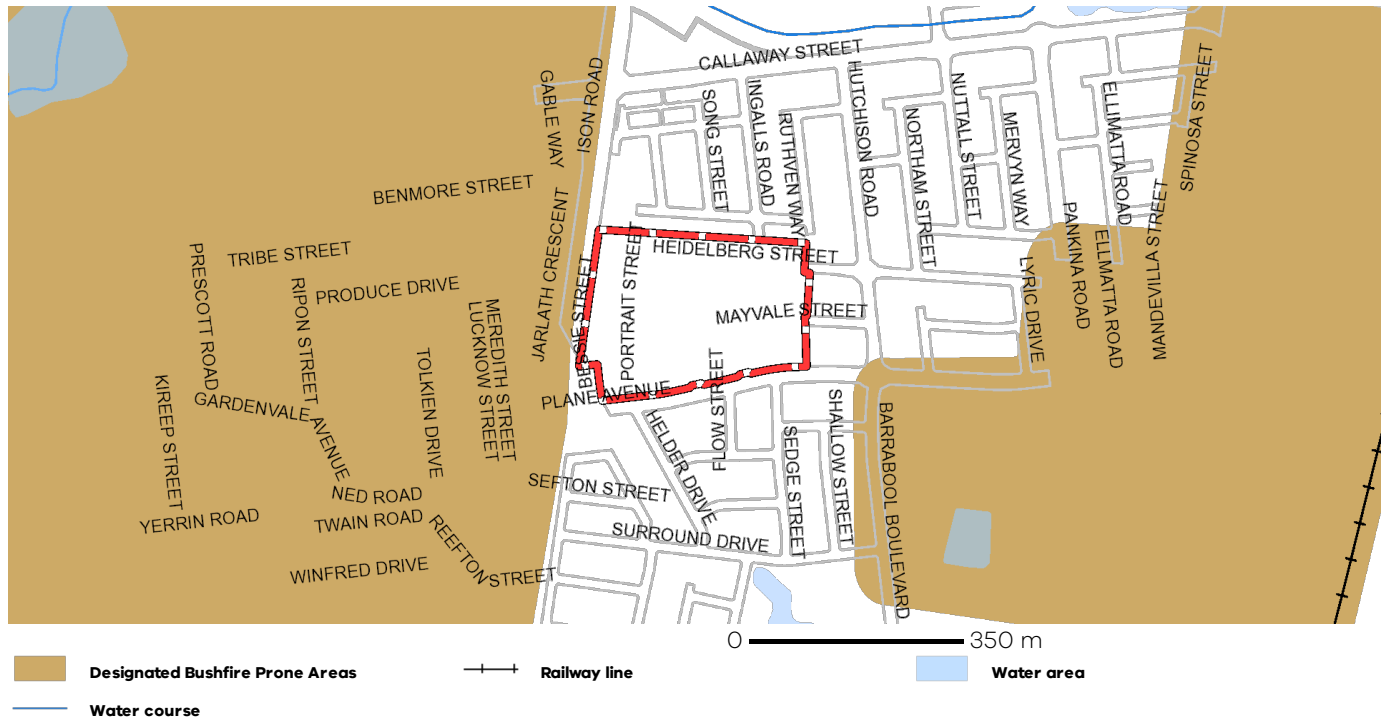 CALLAWAY STREET
GABLE WAY
ISON ROAD
SONG STREET
INGALLS ROAD
RUTHVEN WAY
HUTCHISON ROAD
NORTHAM STREET
NUTTALL STREET
MERVYN WAY
ELLIMATTA ROAD
SPINOSA STREET
BENMORE STREET
JARLATH CRESCENT
PANKINA ROAD
ELLMATTA ROAD
MANDEVILLA STREET
PRESCOTT ROAD
TRIBE STREET
RIPON STREET
PRODUCE DRIVE
BESSIE STREET
PORTRAIT STREET
HEIDELBERG STREET
MAYVALE STREET
LYRIC DRIVE
MEREDITH STREET
LUCKNOW STREET
TOLKIEN DRIVE
KIREEP STREET
GARDENVALE AVENUE
PLANE AVENUE
HELDER DRIVE
FLOW STREET
SEDGE STREET
SHALLOW STREET
BARRABOOL BOULEVARD
NED ROAD
SEFTON STREET
YERRIN ROAD
TWAIN ROAD
REEFTON STREET
SURROUND DRIVE
WINFRED DRIVE
0 350 m
Designated Bushfire Prone Areas
Railway line
Water area
Water course